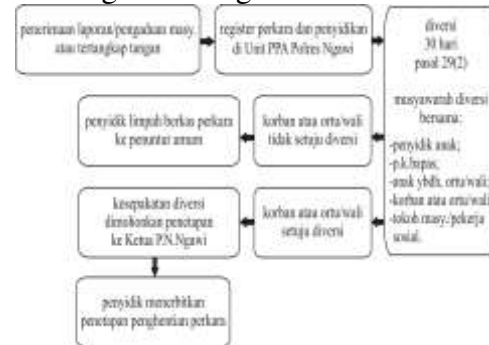 penerimaan laporan/pengaduan masy.
atau tertangkap tangan
register perkara dan penyidikan
di Unit PPA Polres Ngawi
diversi
30 hari
pasal 29(2)
musyawarah diversi
bersama:
-penyidik anak;
-p.k.bapas;
-anak ybdh, ortu/wali;
-korban atau ortu/wali
-tokoh masy./pekerja
sosial.
korban atau ortu/wali
tidak setuju diversi
penyidik limpah berkas perkara
ke penuntut umum
korban atau ortu/wali
setuju diversi
kesepakatan diversi
dimohonkan penetapan
ke Ketua P.N.Ngawi
penyidik menerbitkan
penetapan penghentian perkara